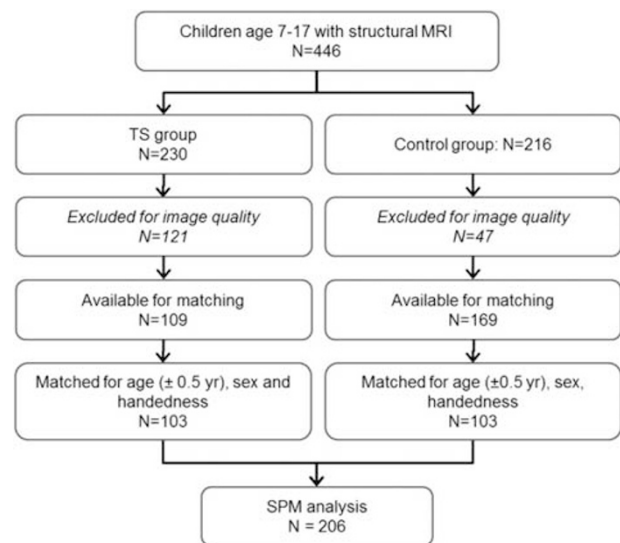 Children age 7-17 with structural MRI
N=446
TS group
N=230
Control group: N=216
Excluded for image quality
N=121
Excluded for image quality
N=47
Available for matching
N=109
Available for matching
N=169
Matched for age (± 0.5 yr), sex and
handedness
N=103
Matched for age (±0.5 yr), sex,
handedness
N=103
SPM analysis
N = 206